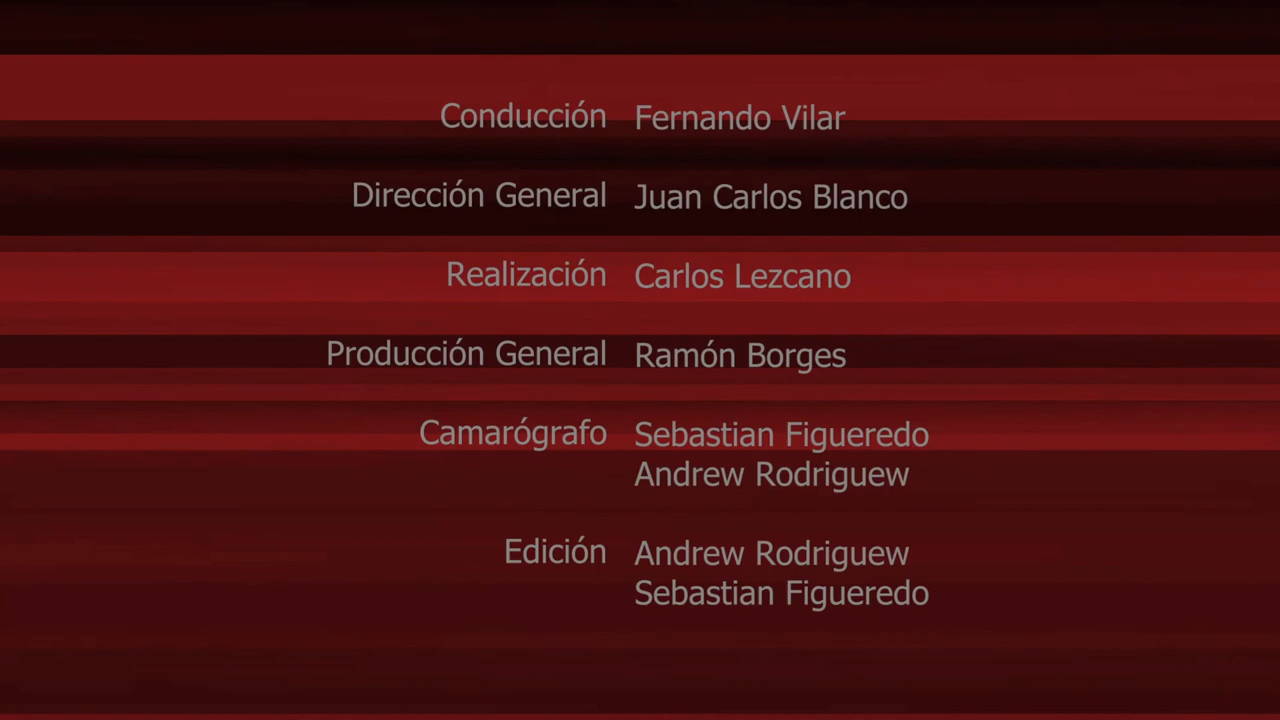 Conducción Fernando Vilar
Dirección General Juan Carlos Blanco
Realización Carlos Lezcano
Producción General Ramón Borges
Camarógrafo Sebastian Figueredo
Andrew Rodriguew
Edición Andrew Rodriguew
Sebastian Figueredo